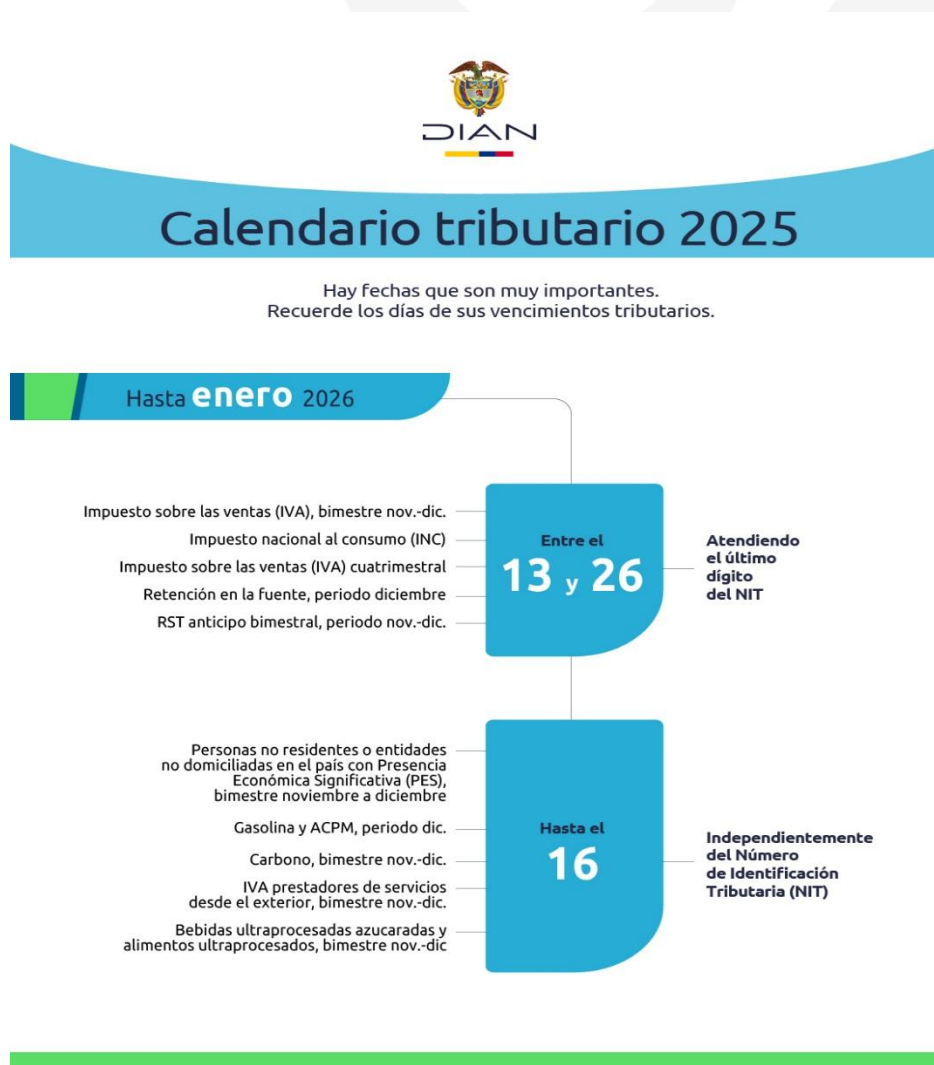 DIAN
Calendario tributario 2025
Hay fechas que son muy importantes.
Recuerde los días de sus vencimientos tributarios.
Hasta enero 2026
Impuesto sobre las ventas (IVA), bimestre nov.-dic.
Impuesto nacional al consumo (INC)
Impuesto sobre las ventas (IVA) cuatrimestral
Retención en la fuente, periodo diciembre
RST anticipo bimestral, periodo nov.-dic.
Entre el
13 y 26
Atendiendo
el último
dígito
del NIT
Personas no residentes o entidades
no domiciliadas en el país con Presencia
Económica Significativa (PES),
bimestre noviembre a diciembre
Gasolina y ACPM, periodo dic.
Carbono, bimestre nov.-dic.
IVA prestadores de servicios
desde el exterior, bimestre nov.-dic.
Bebidas ultraprocesadas azucaradas y
alimentos ultraprocesados, bimestre nov.-dic
Hasta el
16
Independientemente
del Número
de Identificación
Tributaria (NIT)